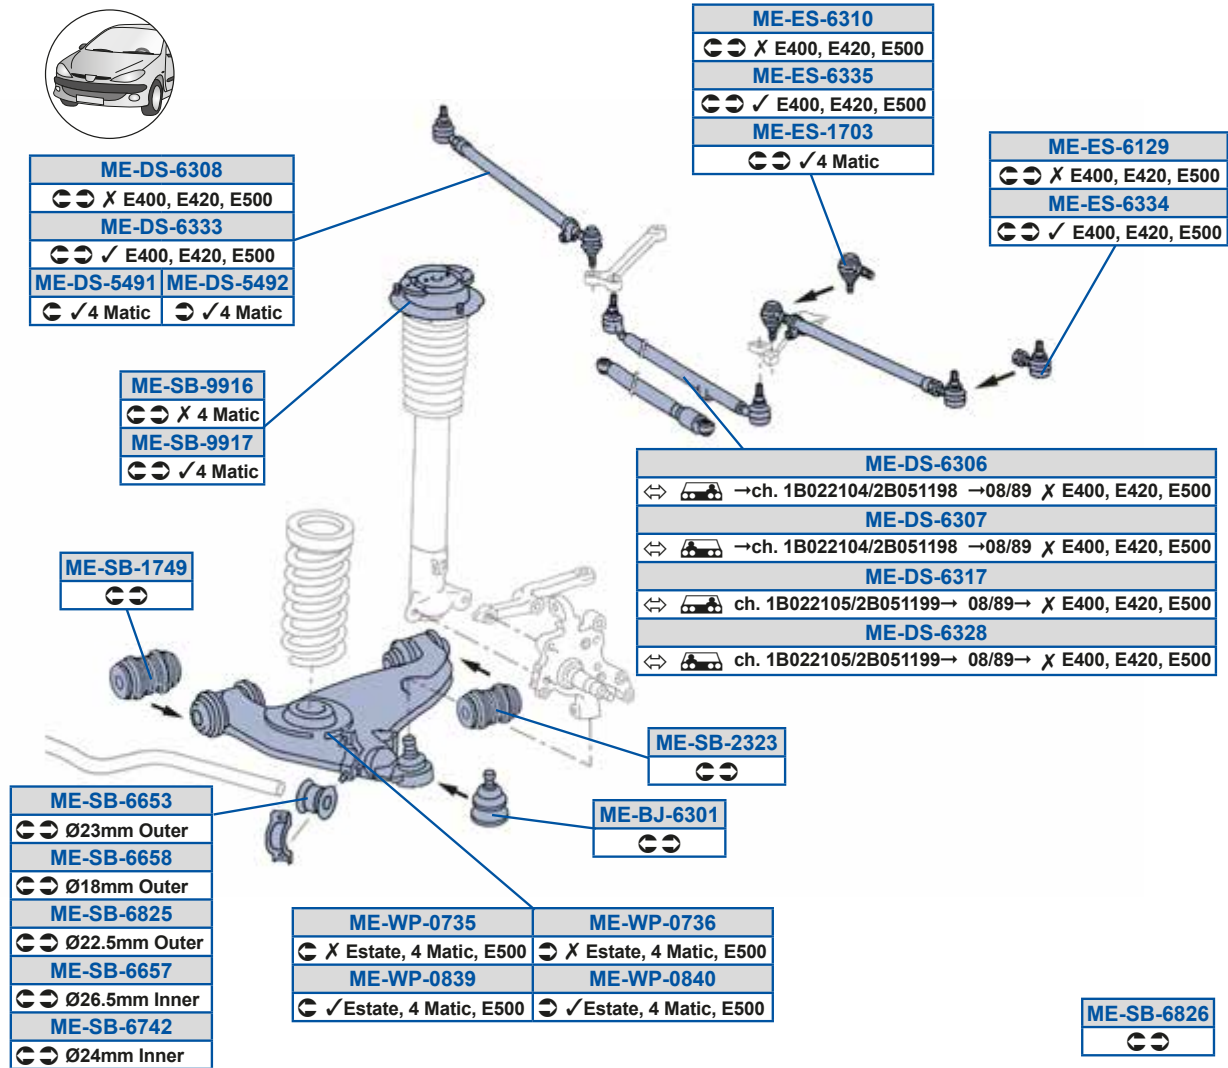 ME-ES-6310
✗ E400, E420, E500
ME-ES-6335
✓ E400, E420, E500
ME-ES-1703
✓4 Matic
ME-ES-6129
✗ E400, E420, E500
ME-ES-6334
✓ E400, E420, E500
ME-DS-6308
✗ E400, E420, E500
ME-DS-6333
✓ E400, E420, E500
ME-DS-5491 ME-DS-5492
✓4 Matic ✓4 Matic
ME-SB-9916
✗ 4 Matic
ME-SB-9917
✓4 Matic
ME-DS-6306
→ch. 1B022104/2B051198 →08/89 ✗ E400, E420, E500
ME-DS-6307
→ch. 1B022104/2B051198 →08/89 ✗ E400, E420, E500
ME-DS-6317
ch. 1B022105/2B051199→ 08/89→ ✗ E400, E420, E500
ME-DS-6328
ch. 1B022105/2B051199→ 08/89→ ✗ E400, E420, E500
ME-SB-1749
ME-SB-2323
ME-BJ-6301
ME-SB-6653
Ø23mm Outer
ME-SB-6658
Ø18mm Outer
ME-SB-6825
Ø22.5mm Outer
ME-SB-6657
Ø26.5mm Inner
ME-SB-6742
Ø24mm Inner
ME-WP-0735 ME-WP-0736
✗ Estate, 4 Matic, E500 ✗ Estate, 4 Matic, E500
ME-WP-0839 ME-WP-0840
✓Estate, 4 Matic, E500 ✓Estate, 4 Matic, E500
ME-SB-6826